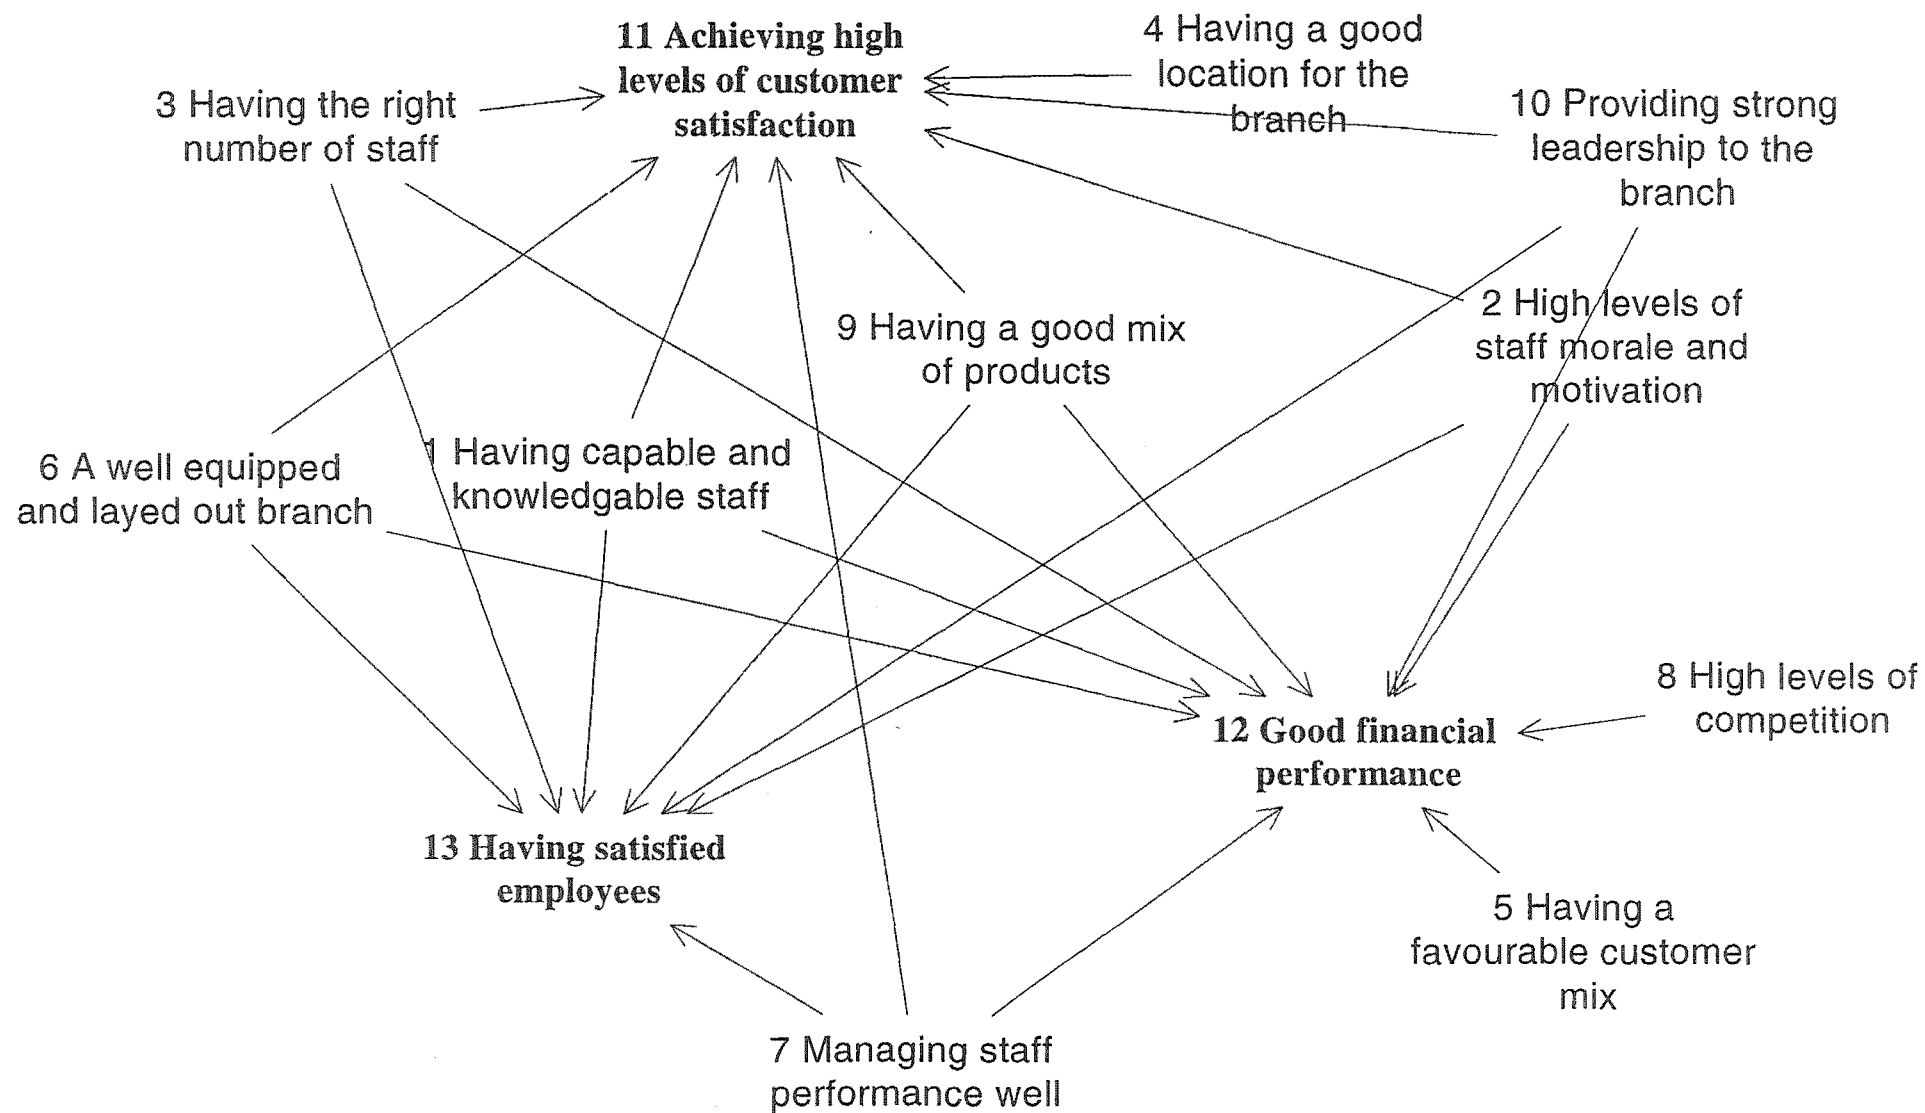 11 Achieving high
levels of customer
satisfaction
4 Having a good
location for the
branch
3 Having the right
number of staff
10 Providing strong
leadership to the
branch
2 High levels of
staff morale and
motivation
9 Having a good mix
of products
6 A well equipped
and layed out branch
1 Having capable and
knowledgable staff
8 High levels of
competition
12 Good financial
performance
13 Having satisfied
employees
5 Having a
favourable customer
mix
7 Managing staff
performance well